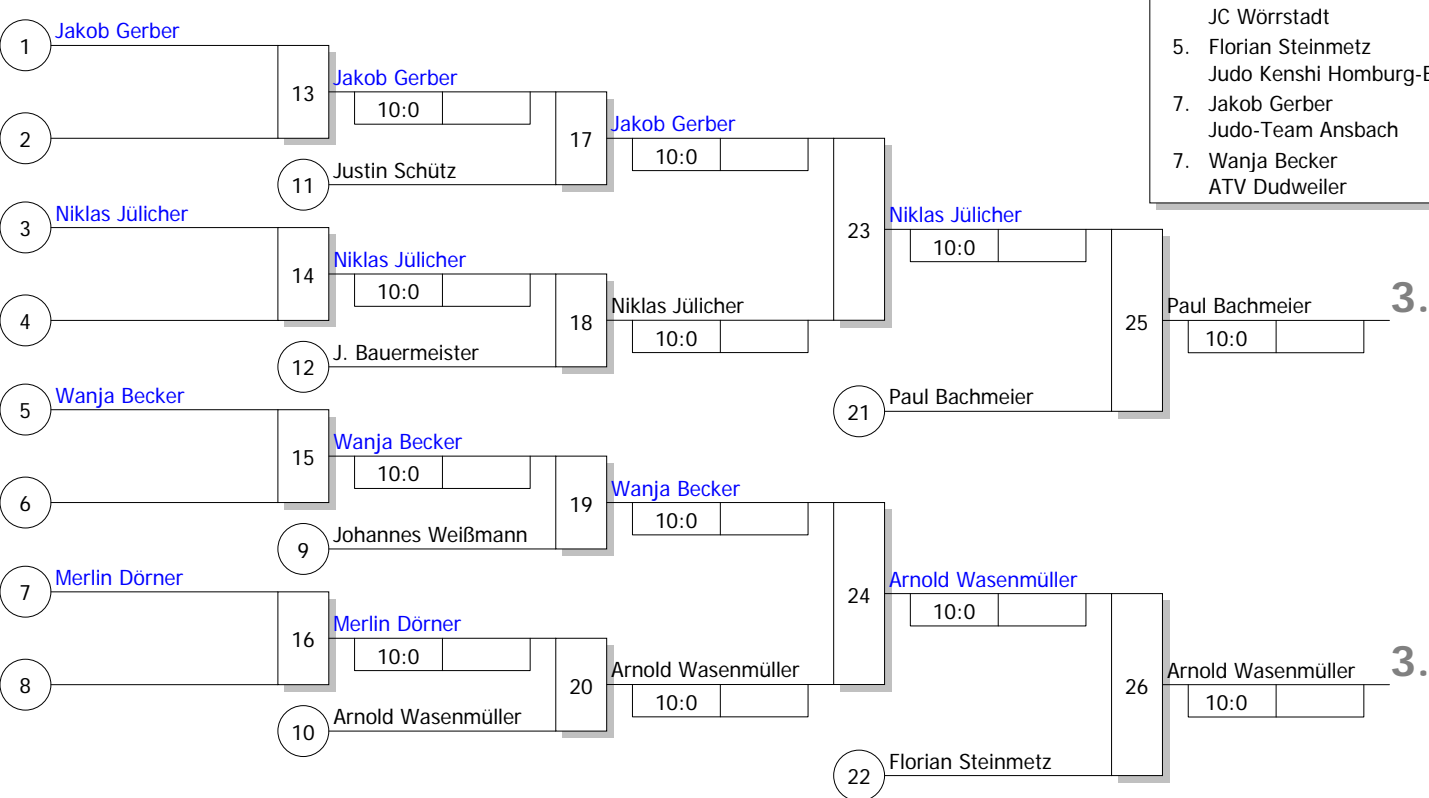 JC Wörrstadt
5. Florian Steinmetz
Judo Kenshi Homburg-E
7. Jakob Gerber
Judo-Team Ansbach
7. Wanja Becker
ATV Dudweiler
1 Jakob Gerber
13 Jakob Gerber
10:0
2
17 Jakob Gerber
10:0
11 Justin Schütz
3 Niklas Jülicher
23 Niklas Jülicher
10:0
14 Niklas Jülicher
10:0
4
18 Niklas Jülicher
10:0
25 Paul Bachmeier 3.
10:0
12 J. Bauermeister
5 Wanja Becker
21 Paul Bachmeier
15 Wanja Becker
10:0
6
19 Wanja Becker
10:0
9 Johannes Weißmann
7 Merlin Dörner
24 Arnold Wasenmüller
10:0
16 Merlin Dörner
10:0
8
20 Arnold Wasenmüller
10:0
26 Arnold Wasenmüller 3.
10:0
10 Arnold Wasenmüller
22 Florian Steinmetz